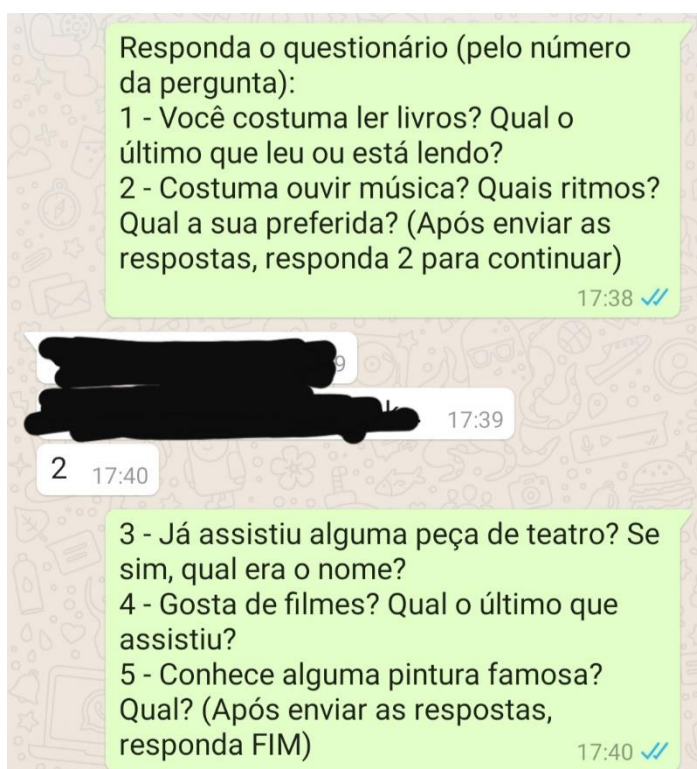 Responda o questionário (pelo número
da pergunta):
1 - Você costuma ler livros? Qual o
último que leu ou está lendo?
2 - Costuma ouvir música? Quais ritmos?
Qual a sua preferida? (Após enviar as
respostas, responda 2 para continuar)
17:38
9
17:39
2 17:40
3 - Já assistiu alguma peça de teatro? Se
sim, qual era o nome?
4 - Gosta de filmes? Qual o último que
assistiu?
5 - Conhece alguma pintura famosa?
Qual? (Após enviar as respostas,
responda FIM)
17:40